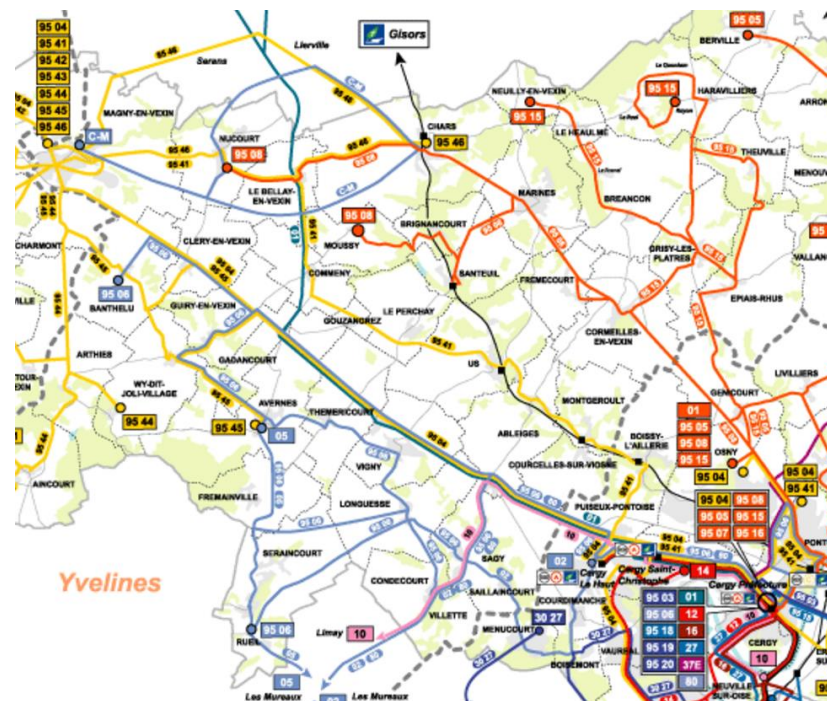 95 04
95 41
95 42
95 43
95 44
95 45
95 46
Gisors
95 05
BERVILLE
Lierville
Serans
95 46
C-M
NEUILLY-EN-VEXIN
95 15
95 15
HARAVILLIERS
MAGNY-EN-VEXIN
C-M
NUCOURT
95 08
95 46
95 41
CHARS
95 46
LE HEAULME
THEUVILLE
LE BELLAY-
EN-VEXIN
MARINES
BREANCON
CHARMONT
CLERY-EN-VEXIN
95 08
MOUSSY
BRIGNANCOURT
GRISY-LES-
PLATRES
COMMENY
SANTEUIL
FREMECOURT
EPIAIS-RHUS
95 06
BANTHELU
GUIRY-EN-VEXIN
GOUZANGREZ
LE PERCHAY
95 41
CORMEILLES-
EN-VEXIN
ARTHIES
GADANCOURT
US
LIVILLIERS
GENICOURT
WY-DIT-
JOLI-VILLAGE
95 44
AVERNES
95 45
05
THEMERICOURT
95 04
MONTGEROULT
ABLEIGES
BOISSY-
L'AILLERIE
01
95 05
95 08
95 15
OSNY
95 04
95 04
95 41
AINCOURT
VIGNY
COURCELLES-SUR-VIOSNE
FREMAINVILLE
LONGUESSE
PUISEUX-PONTOISE
95 04
95 08
95 05
95 15
95 07
95 16
SERAINCOURT
SAGY
CONDECOURT
02
Cergy
Le Haut
Cergy Saint-
Christophe
14
Cergy Préfecture
Yvelines
SAILLANCOURT
COURDIMANCHE
VILLETTE
30 27
MENUCOURT
95 03
01
95 06
12
95 18
16
95 19
27
95 20
37E
80
CERGY
10
RUEIL
95 06
Limay
10
VAUREAL
BOISEMONT
NEUVILLE
-SUR-OISE
05
Les Mureaux
Les Mureaux